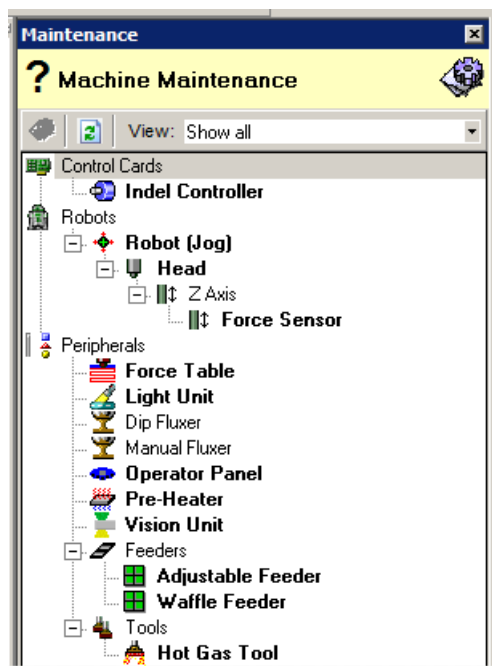 Maintenance
? Machine Maintenance
View: Show all
Control Cards
Indel Controller
Robots
Robot (Jog)
Head
Z Axis
Force Sensor
Peripherals
Force Table
Light Unit
Dip Fluxer
Manual Fluxer
Operator Panel
Pre-Heater
Vision Unit
Feeders
Adjustable Feeder
Waffle Feeder
Tools
Hot Gas Tool